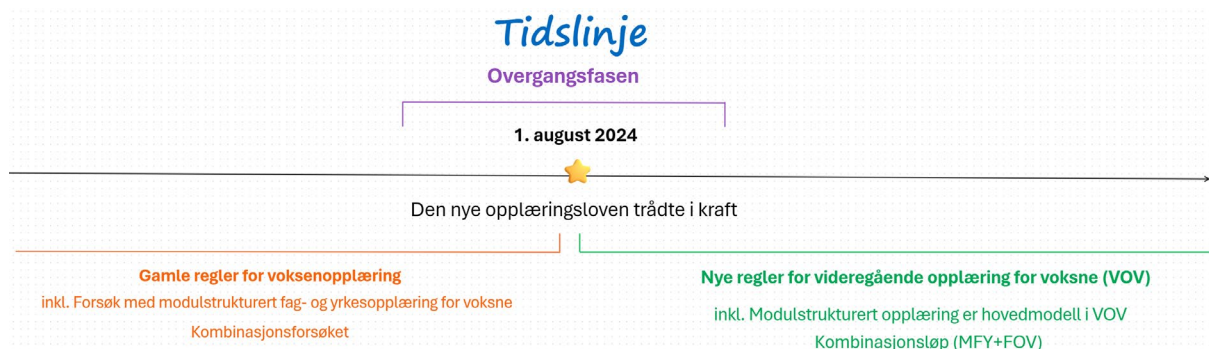 Tidslinje
Overgangsfasen
1. august 2024
Den nye opplæringsloven trådte i kraft
Gamle regler for voksenopplæring
inkl. Forsøk med modulstrukturert fag- og yrkesopplæring for voksne
Kombinasjonsforsøket
Nye regler for videregående opplæring for voksne (VOV)
inkl. Modulstrukturert opplæring er hovedmodell i VOV
Kombinasjonsløp (MFY+FOV)